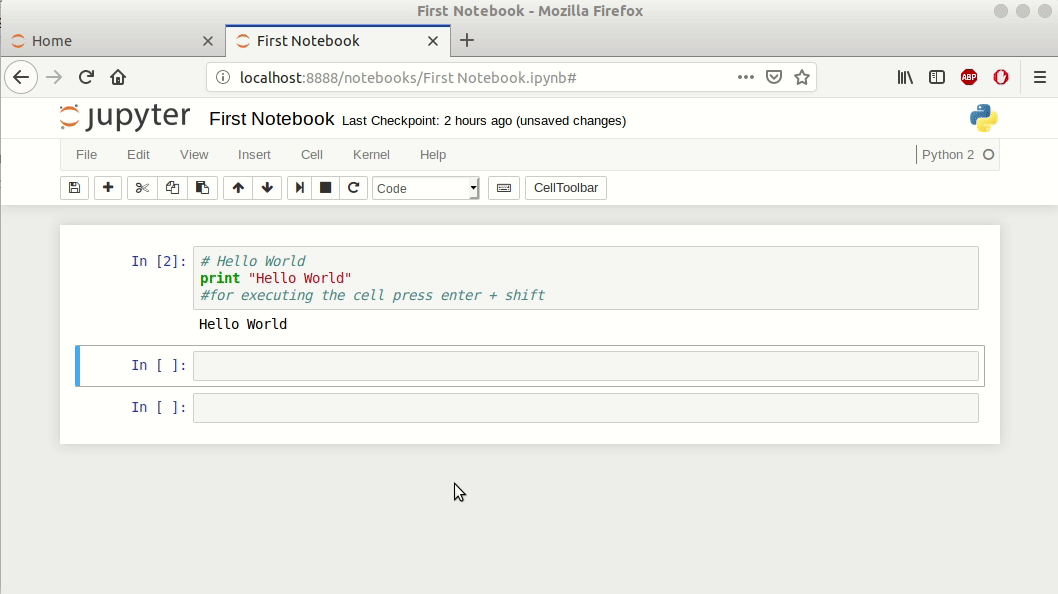 First Notebook - Mozilla Firefox
Home
First Notebook
localhost:8888/notebooks/First Notebook.ipynb#
ABP
jupyter First Notebook Last Checkpoint: 2 hours ago (unsaved changes)
File Edit View Insert Cell Kernel Help Python 2
Code CellToolbar
In [2]: # Hello World
print "Hello World"
#for executing the cell press enter + shift
Hello World
In [ ]:
In [ ]: